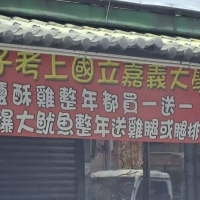 子考上國立嘉義大學
鹽酥雞整年都買一送一
爆大魷魚整年送雞腿或腿排